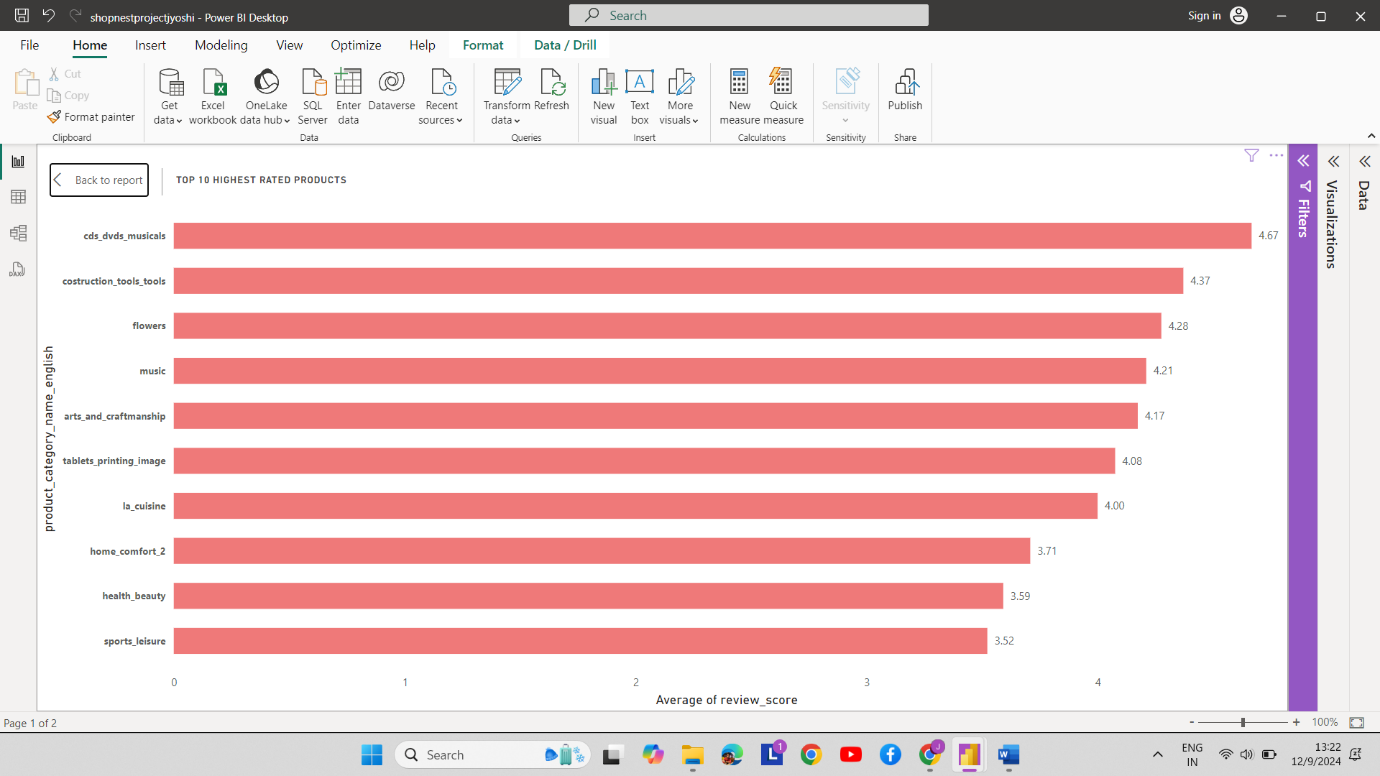 shopnestprojectjyoshi - Power BI Desktop
Search
Sign in
File Home Insert Modeling View Optimize Help Format Data / Drill
Paste
Cut
Copy
Format painter
Clipboard
Get data
Excel workbook
OneLake data hub
SQL Server
Enter data
Dataverse
Recent sources
Data
Transform data
Refresh
Queries
New visual
Text box
More visuals
Insert
New measure
Quick measure
Calculations
Sensitivity
Sensitivity
Publish
Share
Back to report
TOP 10 HIGHEST RATED PRODUCTS
product_category_name_english
cds_dvds_musicals 4.67
costruction_tools_tools 4.37
flowers 4.28
music 4.21
arts_and_craftmanship 4.17
tablets_printing_image 4.08
la_cuisine 4.00
home_comfort_2 3.71
health_beauty 3.59
sports_leisure 3.52
0 1 2 3 4
Average of review_score
Filters
Visualizations
Data
DAX
Page 1 of 2
- + 100%
Search
1
J
ENG
IN
13:22
12/9/2024